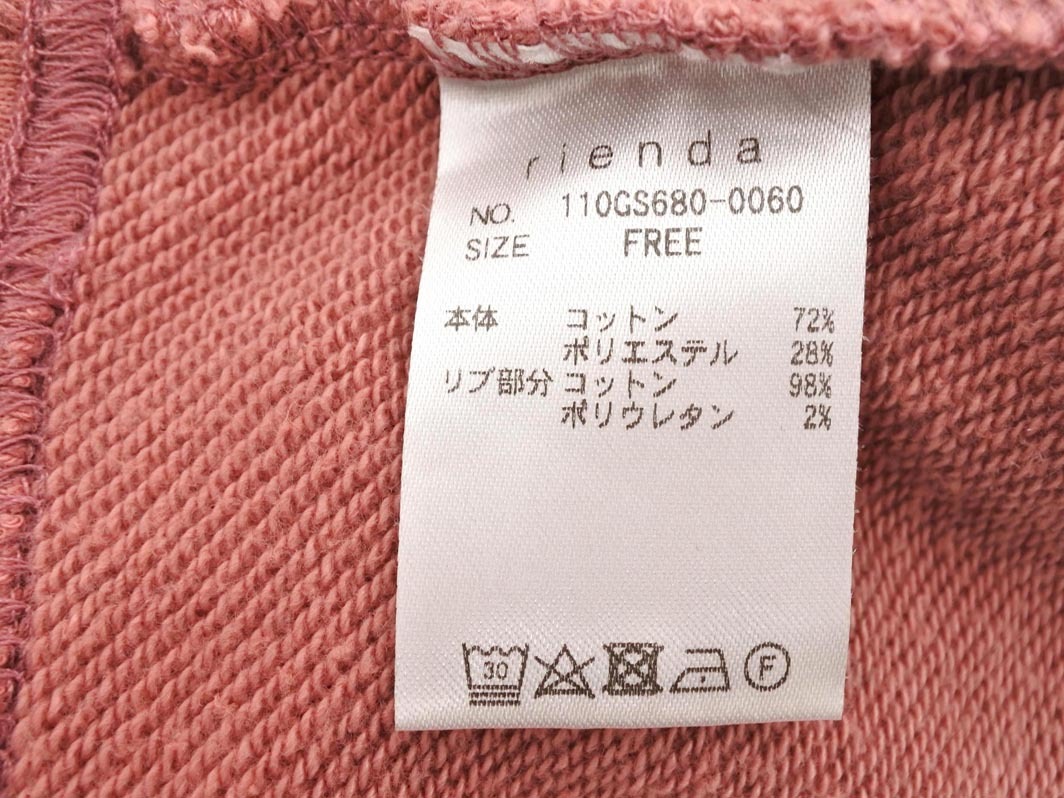 rienda
NO. 110GS680-0060
SIZE FREE
本体 コットン 72%
ポリエステル 28%
リブ部分 コットン 98%
ポリウレタン 2%
30 F